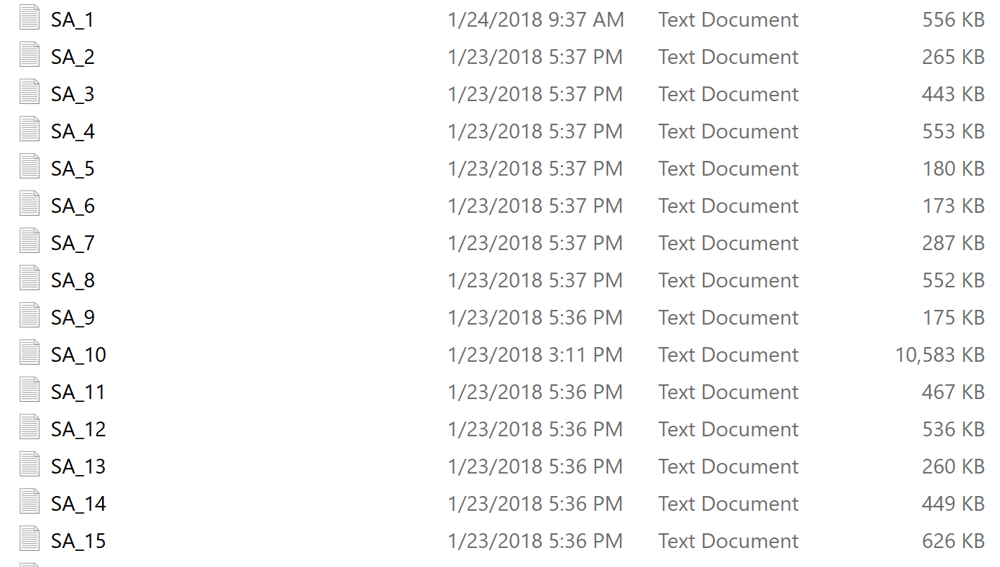 SA_1 1/24/2018 9:37 AM Text Document 556 KB
SA_2 1/23/2018 5:37 PM Text Document 265 KB
SA_3 1/23/2018 5:37 PM Text Document 443 KB
SA_4 1/23/2018 5:37 PM Text Document 553 KB
SA_5 1/23/2018 5:37 PM Text Document 180 KB
SA_6 1/23/2018 5:37 PM Text Document 173 KB
SA_7 1/23/2018 5:37 PM Text Document 287 KB
SA_8 1/23/2018 5:37 PM Text Document 552 KB
SA_9 1/23/2018 5:36 PM Text Document 175 KB
SA_10 1/23/2018 3:11 PM Text Document 10,583 KB
SA_11 1/23/2018 5:36 PM Text Document 467 KB
SA_12 1/23/2018 5:36 PM Text Document 536 KB
SA_13 1/23/2018 5:36 PM Text Document 260 KB
SA_14 1/23/2018 5:36 PM Text Document 449 KB
SA_15 1/23/2018 5:36 PM Text Document 626 KB